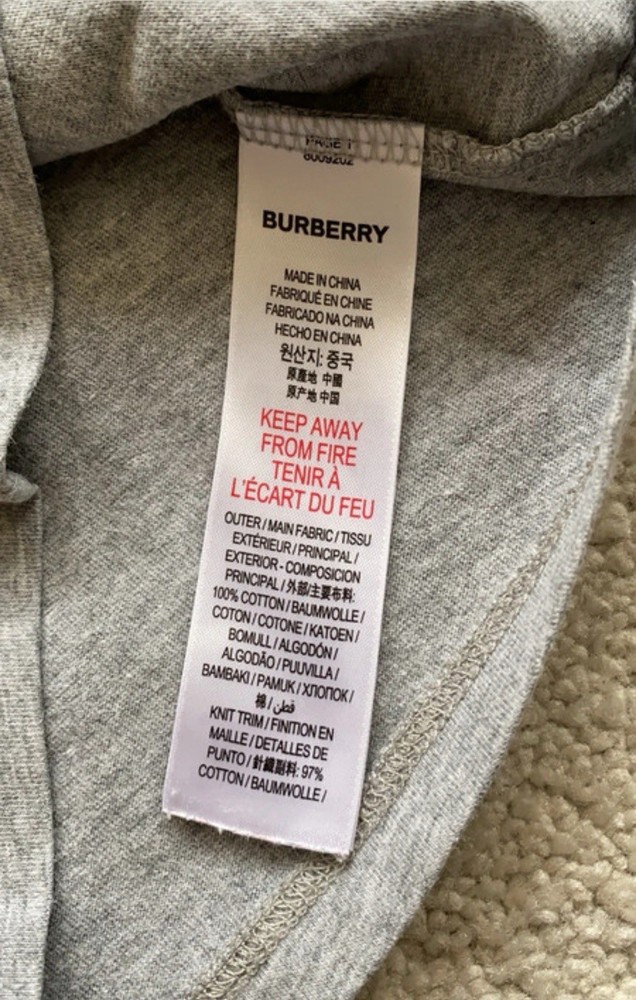 PAGE 1
8009202
BURBERRY
MADE IN CHINA
FABRIQUÉ EN CHINE
FABRICADO NA CHINA
HECHO EN CHINA
원산지: 중국
原產地 中國
原产地 中国
KEEP AWAY
FROM FIRE
TENIR À
L'ÉCART DU FEU
OUTER / MAIN FABRIC / TISSU
EXTÉRIEUR / PRINCIPAL /
EXTERIOR - COMPOSICION
PRINCIPAL / 外部/主要布料:
100% COTTON / BAUMWOLLE /
COTON / COTONE / KATOEN /
BOMULL / ALGODÓN /
ALGODÃO / PUUVILLA /
BAMBAKI / PAMUK / ХЛОПОК /
棉 / قطن
KNIT TRIM / FINITION EN
MAILLE / DETALLES DE
PUNTO / 針織副料: 97%
COTTON / BAUMWOLLE /